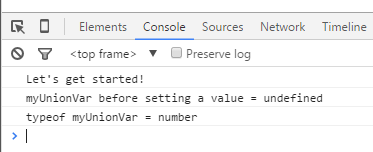 Elements Console Sources Network Timeline
<top frame> ▼ Preserve log
Let's get started!
myUnionVar before setting a value = undefined
typeof myUnionVar = number
>